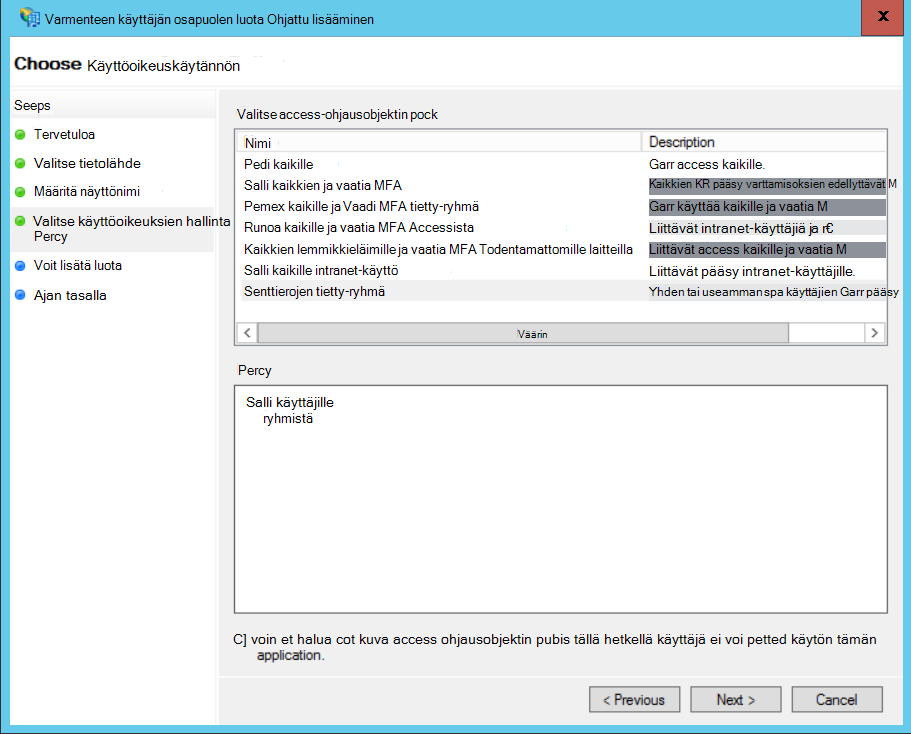 Varmenteen käyttäjän osapuolen luota Ohjattu lisääminen
x
Choose Käyttöoikeuskäytännön
Seeps
Tervetuloa
Valitse tietolähde
Määritä näyttönimi
Valitse käyttöoikeuksien hallinta
Percy
Voit lisätä luota
Ajan tasalla
Valitse access-ohjausobjektin pock
Nimi Description
Pedi kaikille Garr access kaikille.
Salli kaikkien ja vaatia MFA Kaikkien KR pääsy varttamisoksien edellyttävät M
Pemex kaikille ja Vaadi MFA tietty-ryhmä Garr käyttää kaikille ja vaatia M
Runoa kaikille ja vaatia MFA Accessista Liittävät intranet-käyttäjiä ja r€
Kaikkien lemmikkieläimille ja vaatia MFA Todentamattomille laitteilla Liittävät access kaikille ja vaatia M
Salli kaikille intranet-käyttö Liittävät pääsy intranet-käyttäjille.
Senttierojen tietty-ryhmä Yhden tai useamman spa käyttäjien Garr pääsy
< Väärin >
Percy
Salli käyttäjille
ryhmistä
C] voin et halua cot kuva access ohjausobjektin pubis tällä hetkellä käyttäjä ei voi petted käytön tämän
application.
< Previous Next > Cancel